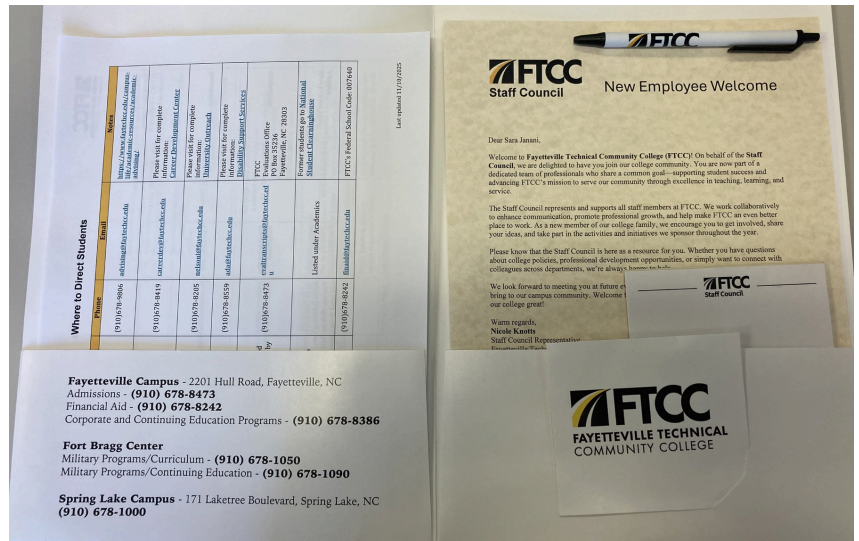 Where to Direct Students
Phone
Email
Notes
(910)678-9806
advising@faytechcc.edu
https://www.faytechcc.edu/campus-
life/academic-resources/academic-
advising/
(910)678-8419
careerdev@faytechcc.edu
Please visit for complete
information:
Career Development Center
(910)678-8205
nelsonl@faytechcc.edu
Please visit for complete
information:
University Outreach
(910)678-8559
ada@faytechcc.edu
Please visit for complete
information:
Disability Support Services
(910)678-8473
evaltranscripts@faytechcc.ed
u
FTCC
Evaluations Office
PO Box 35236
Fayetteville, NC 28303
Listed under Academics
Former students go to National
Student Clearninghouse
(910)678-8242
finaid@faytechcc.edu
FTCC's Federal School Code: 007640
Last updated 11/10/2025
Fayetteville Campus - 2201 Hull Road, Fayetteville, NC
Admissions - (910) 678-8473
Financial Aid - (910) 678-8242
Corporate and Continuing Education Programs - (910) 678-8386
Fort Bragg Center
Military Programs/Curriculum - (910) 678-1050
Military Programs/Continuing Education - (910) 678-1090
Spring Lake Campus - 171 Laketree Boulevard, Spring Lake, NC
(910) 678-1000
FTCC
FTCC
Staff Council
New Employee Welcome
Dear Sara Janani,
Welcome to Fayetteville Technical Community College (FTCC)! On behalf of the Staff
Council, we are delighted to have you join our college community. You are now part of a
dedicated team of professionals who share a common goal—supporting student success and
advancing FTCC's mission to serve our community through excellence in teaching, learning, and
service.
The Staff Council represents and supports all staff members at FTCC. We work collaboratively
to enhance communication, promote professional growth, and help make FTCC an even better
place to work. As a new member of our college family, we encourage you to get involved, share
your ideas, and take part in the activities and initiatives we sponsor throughout the year.
Please know that the Staff Council is here as a resource for you. Whether you have questions
about college policies, professional development opportunities, or simply want to connect with
colleagues across departments, we're always happy to help.
We look forward to meeting you at future
bring to our campus community. Welcome
our college great!
Warm regards,
Nicole Knotts
Staff Council Representative
FTCC
Staff Council
FTCC
FAYETTEVILLE TECHNICAL
COMMUNITY COLLEGE